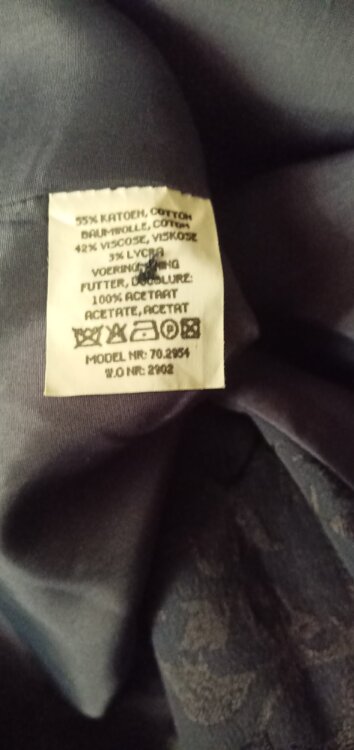 55% KATOEN, COTTON
BAUMWOLLE, COTON
42% VISCOSE, VISKOSE
3% LYCRA
VOERING,
FUTTER,
100% ACETAAT
ACETATE, ACETAT
MODEL NR: 70.2954
W.O NR: 2902